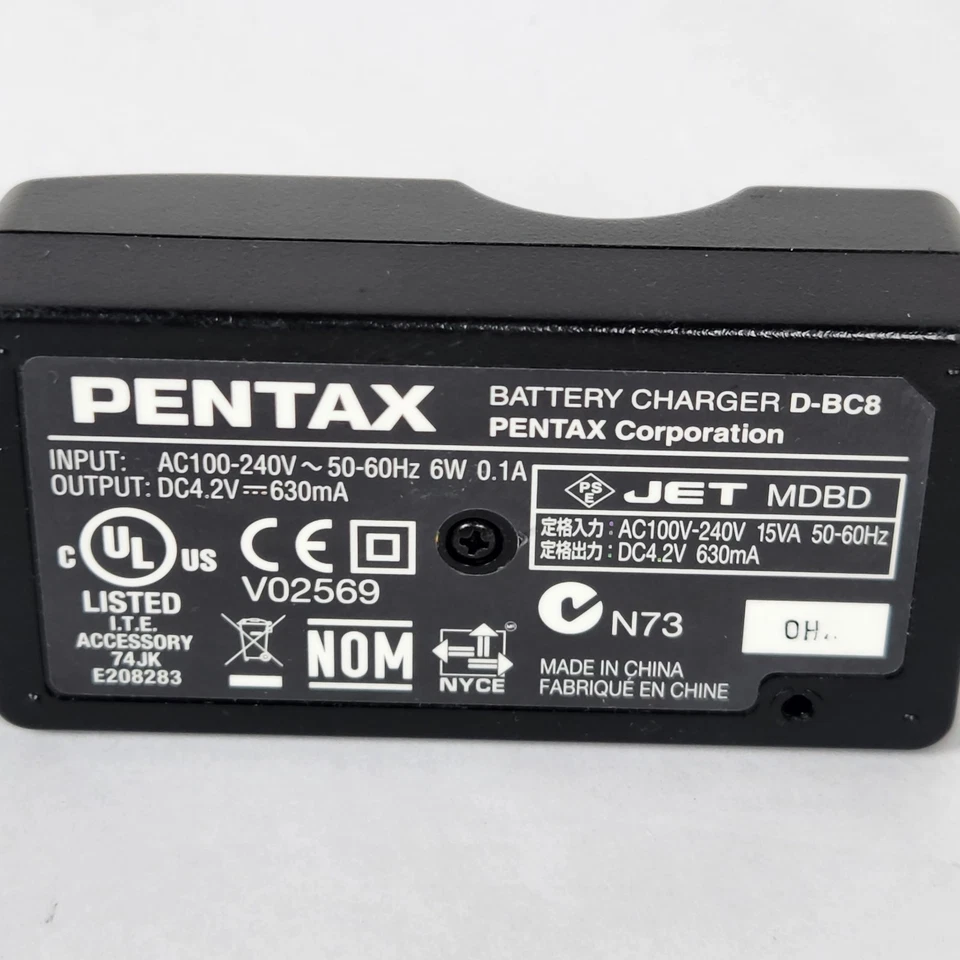 PENTAX
BATTERY CHARGER D-BC8
PENTAX Corporation
INPUT: AC100-240V～50-60Hz 6W 0.1A
OUTPUT: DC4.2V⎓630mA
PS E JET MDBD
定格入力: AC100V-240V 15VA 50-60Hz
定格出力: DC4.2V 630mA
C UL US
LISTED
I.T.E.
ACCESSORY
74JK
E208283
CE
V02569
NOM
NYCE
N73
MADE IN CHINA
FABRIQUÉ EN CHINE